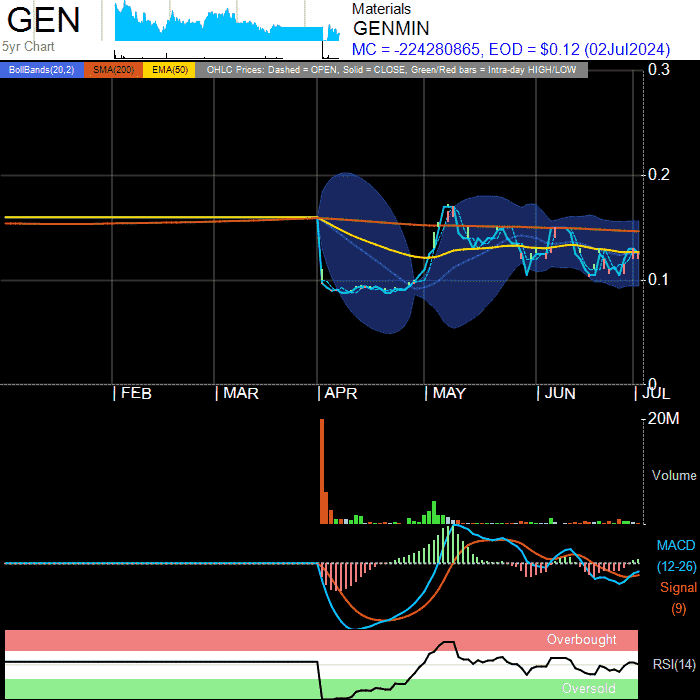 GEN
5yr Chart
Materials
GENMIN
MC = -224280865, EOD = $0.12 (02Jul2024)
BollBands(20,2) SMA(200) EMA(50) OHLC Prices: Dashed = OPEN, Solid = CLOSE, Green/Red bars = Intra-day HIGH/LOW
0.3
0.2
0.1
0
FEB MAR APR MAY JUN JUL
20M
Volume
MACD
(12-26)
Signal
(9)
Overbought
RSI(14)
Oversold